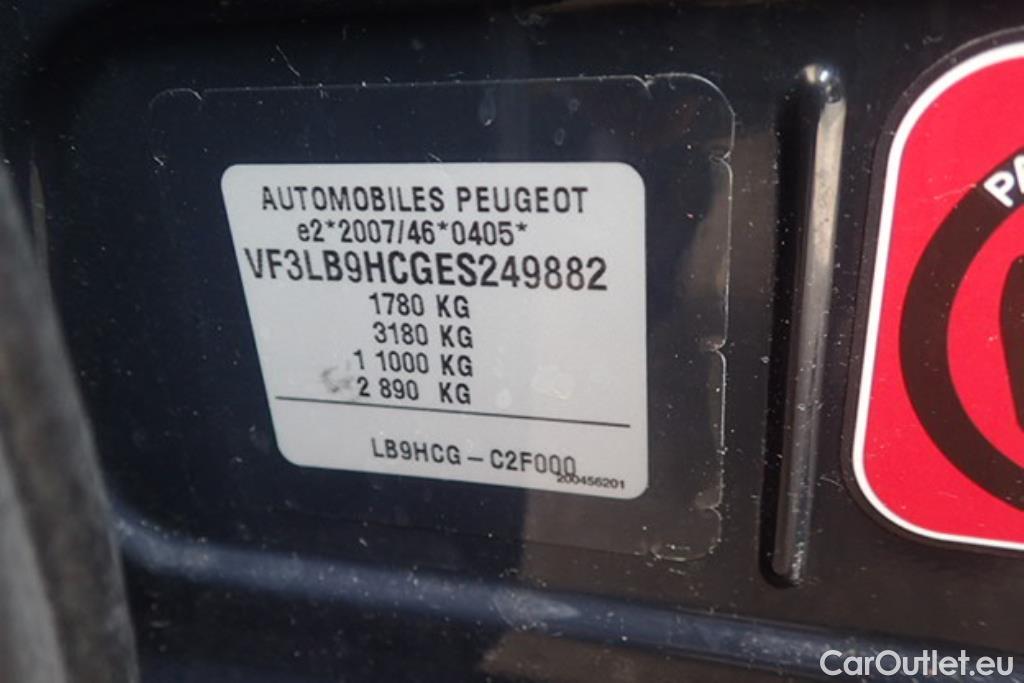 AUTOMOBILES PEUGEOT
e2*2007/46*0405*
VF3LB9HCGES249882
1780 KG
3180 KG
1 1000 KG
2 890 KG
LB9HCG - C2F000
200456201
PA
CarOutlet.eu